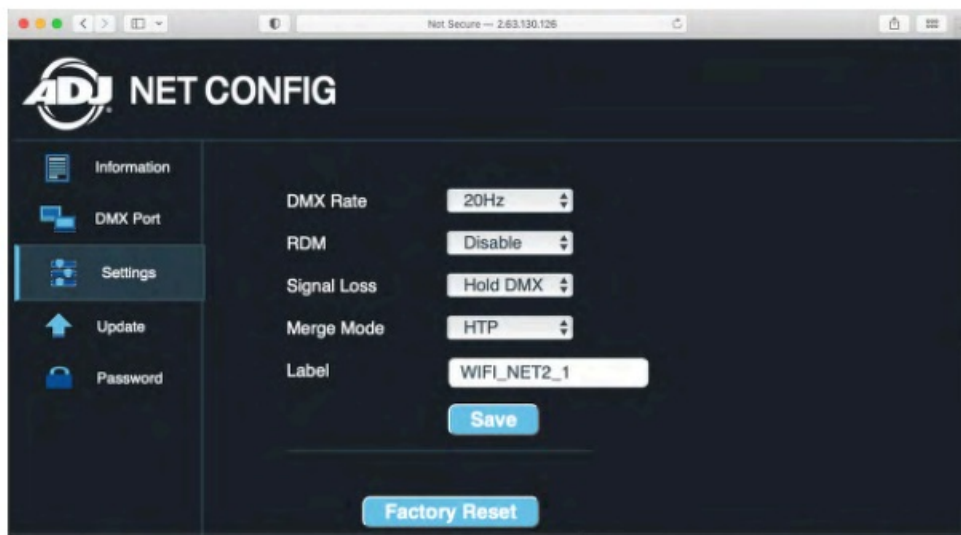 Not Secure — 2.63.130.126
ADJ NET CONFIG
Information
DMX Port
Settings
Update
Password
DMX Rate 20Hz
RDM Disable
Signal Loss Hold DMX
Merge Mode HTP
Label WIFI_NET2_1
Save
Factory Reset